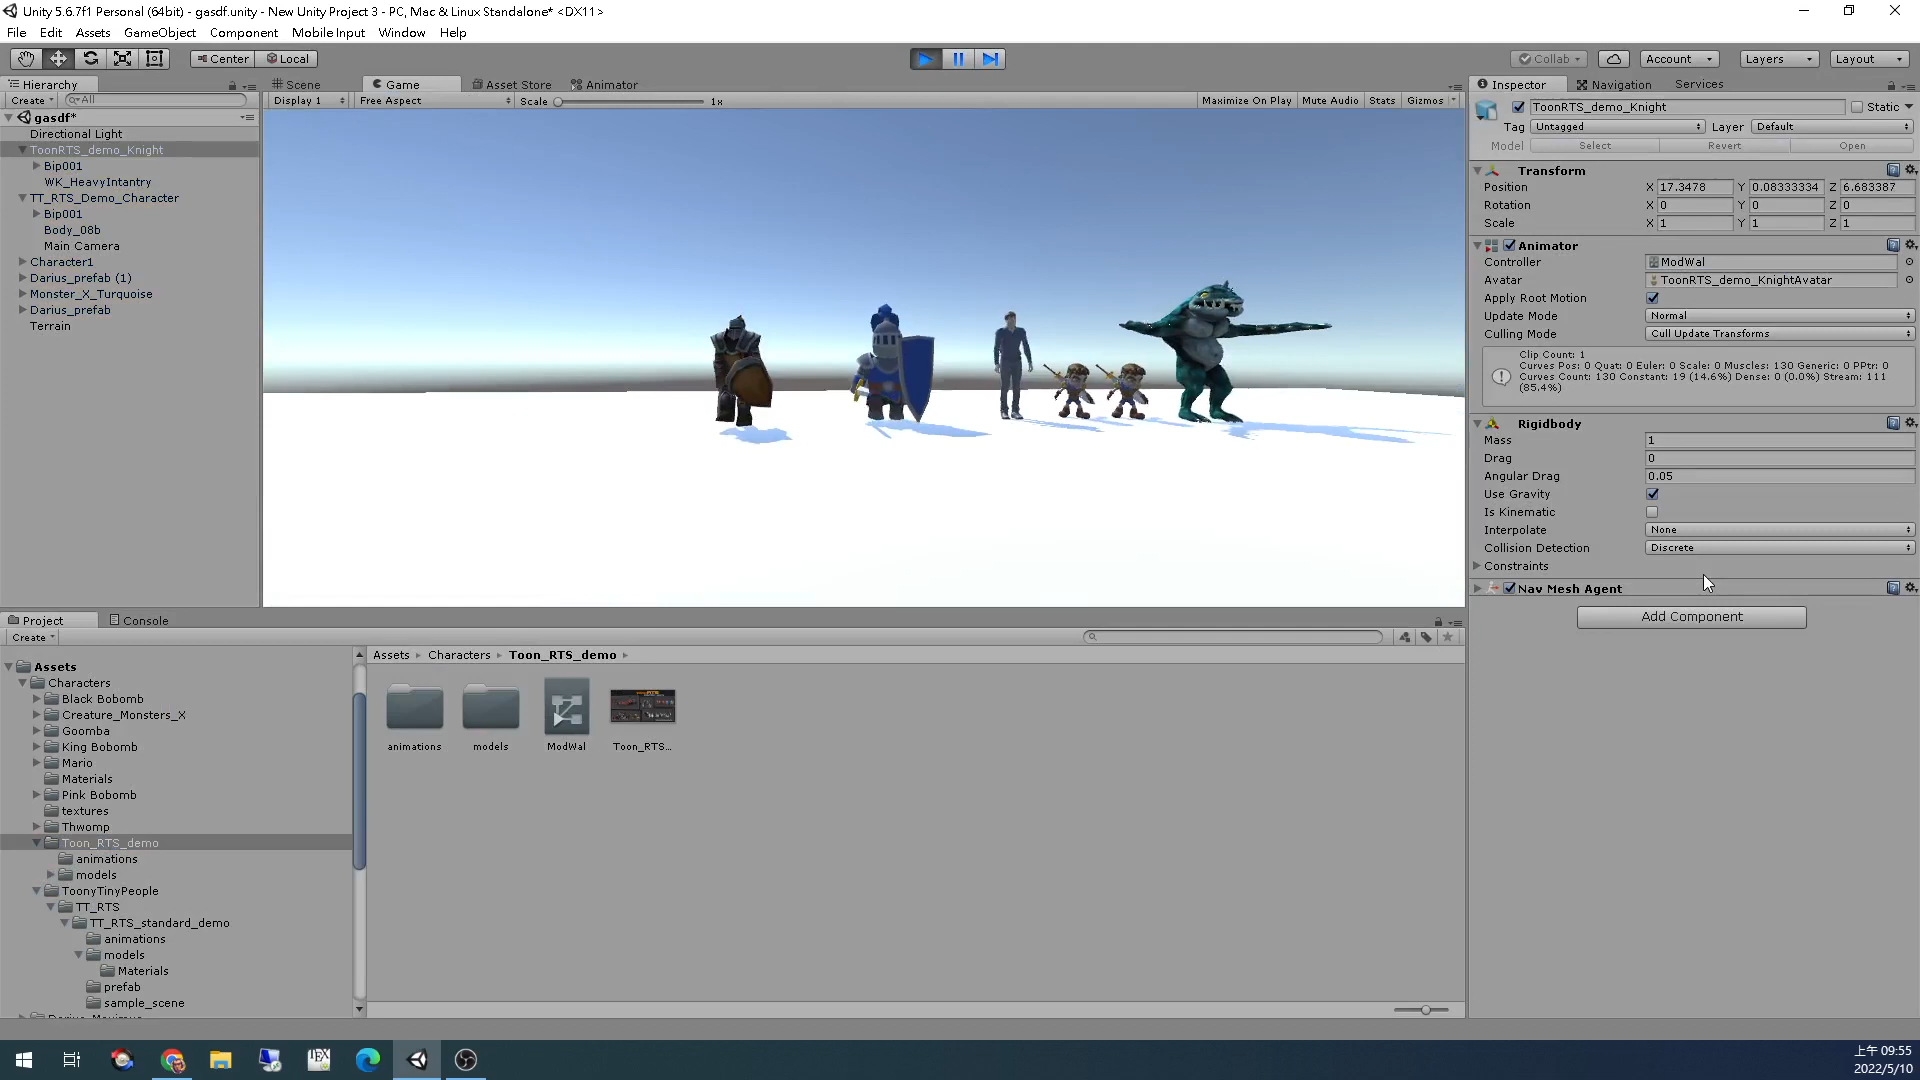 Unity 5.6.7f1 Personal (64bit) - gasdf.unity - New Unity Project 3 - PC, Mac & Linux Standalone* <DX11>
File Edit Assets GameObject Component Mobile Input Window Help
Center Local Collab Account Layers Layout
Hierarchy
Create All
gasdf*
Directional Light
ToonRTS_demo_Knight
Bip001
WK_HeavyIntantry
TT_RTS_Demo_Character
Bip001
Body_08b
Main Camera
Character1
Darius_prefab (1)
Monster_X_Turquoise
Darius_prefab
Terrain
Scene Game Asset Store Animator
Display 1 Free Aspect Scale 1x Maximize On Play Mute Audio Stats Gizmos
Inspector Navigation Services
ToonRTS_demo_Knight Static
Tag Untagged Layer Default
Model Select Revert Open
Transform
Position X 17.3478 Y 0.08333334 Z 6.683387
Rotation X 0 Y 0 Z 0
Scale X 1 Y 1 Z 1
Animator
Controller ModWal
Avatar ToonRTS_demo_KnightAvatar
Apply Root Motion
Update Mode Normal
Culling Mode Cull Update Transforms
Clip Count: 1
Curves Pos: 0 Quat: 0 Euler: 0 Scale: 0 Muscles: 130 Generic: 0 PPtr: 0
Curves Count: 130 Constant: 19 (14.6%) Dense: 0 (0.0%) Stream: 111
(85.4%)
Rigidbody
Mass 1
Drag 0
Angular Drag 0.05
Use Gravity
Is Kinematic
Interpolate None
Collision Detection Discrete
Constraints
Nav Mesh Agent
Add Component
Project Console
Create
Assets
Characters
Black Bobomb
Creature_Monsters_X
Goomba
King Bobomb
Mario
Materials
Pink Bobomb
textures
Thwomp
Toon_RTS_demo
animations
models
ToonyTinyPeople
TT_RTS
TT_RTS_standard_demo
animations
models
Materials
prefab
sample_scene
Assets Characters Toon_RTS_demo
animations models ModWal Toon_RTS...
TEX
上午 09:55
2022/5/10